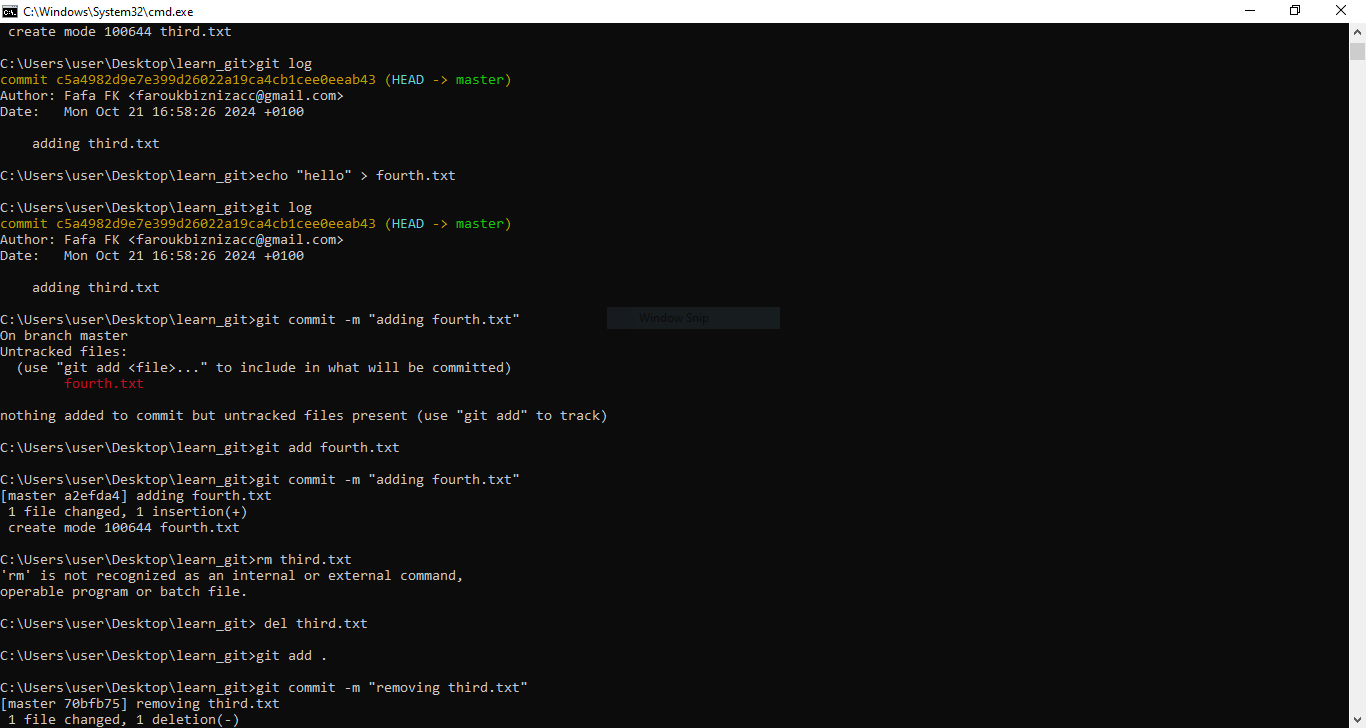 C:\Windows\System32\cmd.exe
create mode 100644 third.txt
C:\Users\user\Desktop\learn_git>git log
commit c5a4982d9e7e399d26022a19ca4cb1cee0eeab43 (HEAD -> master)
Author: Fafa FK <faroukbiznizacc@gmail.com>
Date:   Mon Oct 21 16:58:26 2024 +0100
adding third.txt
C:\Users\user\Desktop\learn_git>echo "hello" > fourth.txt
C:\Users\user\Desktop\learn_git>git log
commit c5a4982d9e7e399d26022a19ca4cb1cee0eeab43 (HEAD -> master)
Author: Fafa FK <faroukbiznizacc@gmail.com>
Date:   Mon Oct 21 16:58:26 2024 +0100
adding third.txt
C:\Users\user\Desktop\learn_git>git commit -m "adding fourth.txt"
Window Snip
On branch master
Untracked files:
(use "git add <file>..." to include in what will be committed)
fourth.txt
nothing added to commit but untracked files present (use "git add" to track)
C:\Users\user\Desktop\learn_git>git add fourth.txt
C:\Users\user\Desktop\learn_git>git commit -m "adding fourth.txt"
[master a2efda4] adding fourth.txt
1 file changed, 1 insertion(+)
create mode 100644 fourth.txt
C:\Users\user\Desktop\learn_git>rm third.txt
'rm' is not recognized as an internal or external command,
operable program or batch file.
C:\Users\user\Desktop\learn_git> del third.txt
C:\Users\user\Desktop\learn_git>git add .
C:\Users\user\Desktop\learn_git>git commit -m "removing third.txt"
[master 70bfb75] removing third.txt
1 file changed, 1 deletion(-)